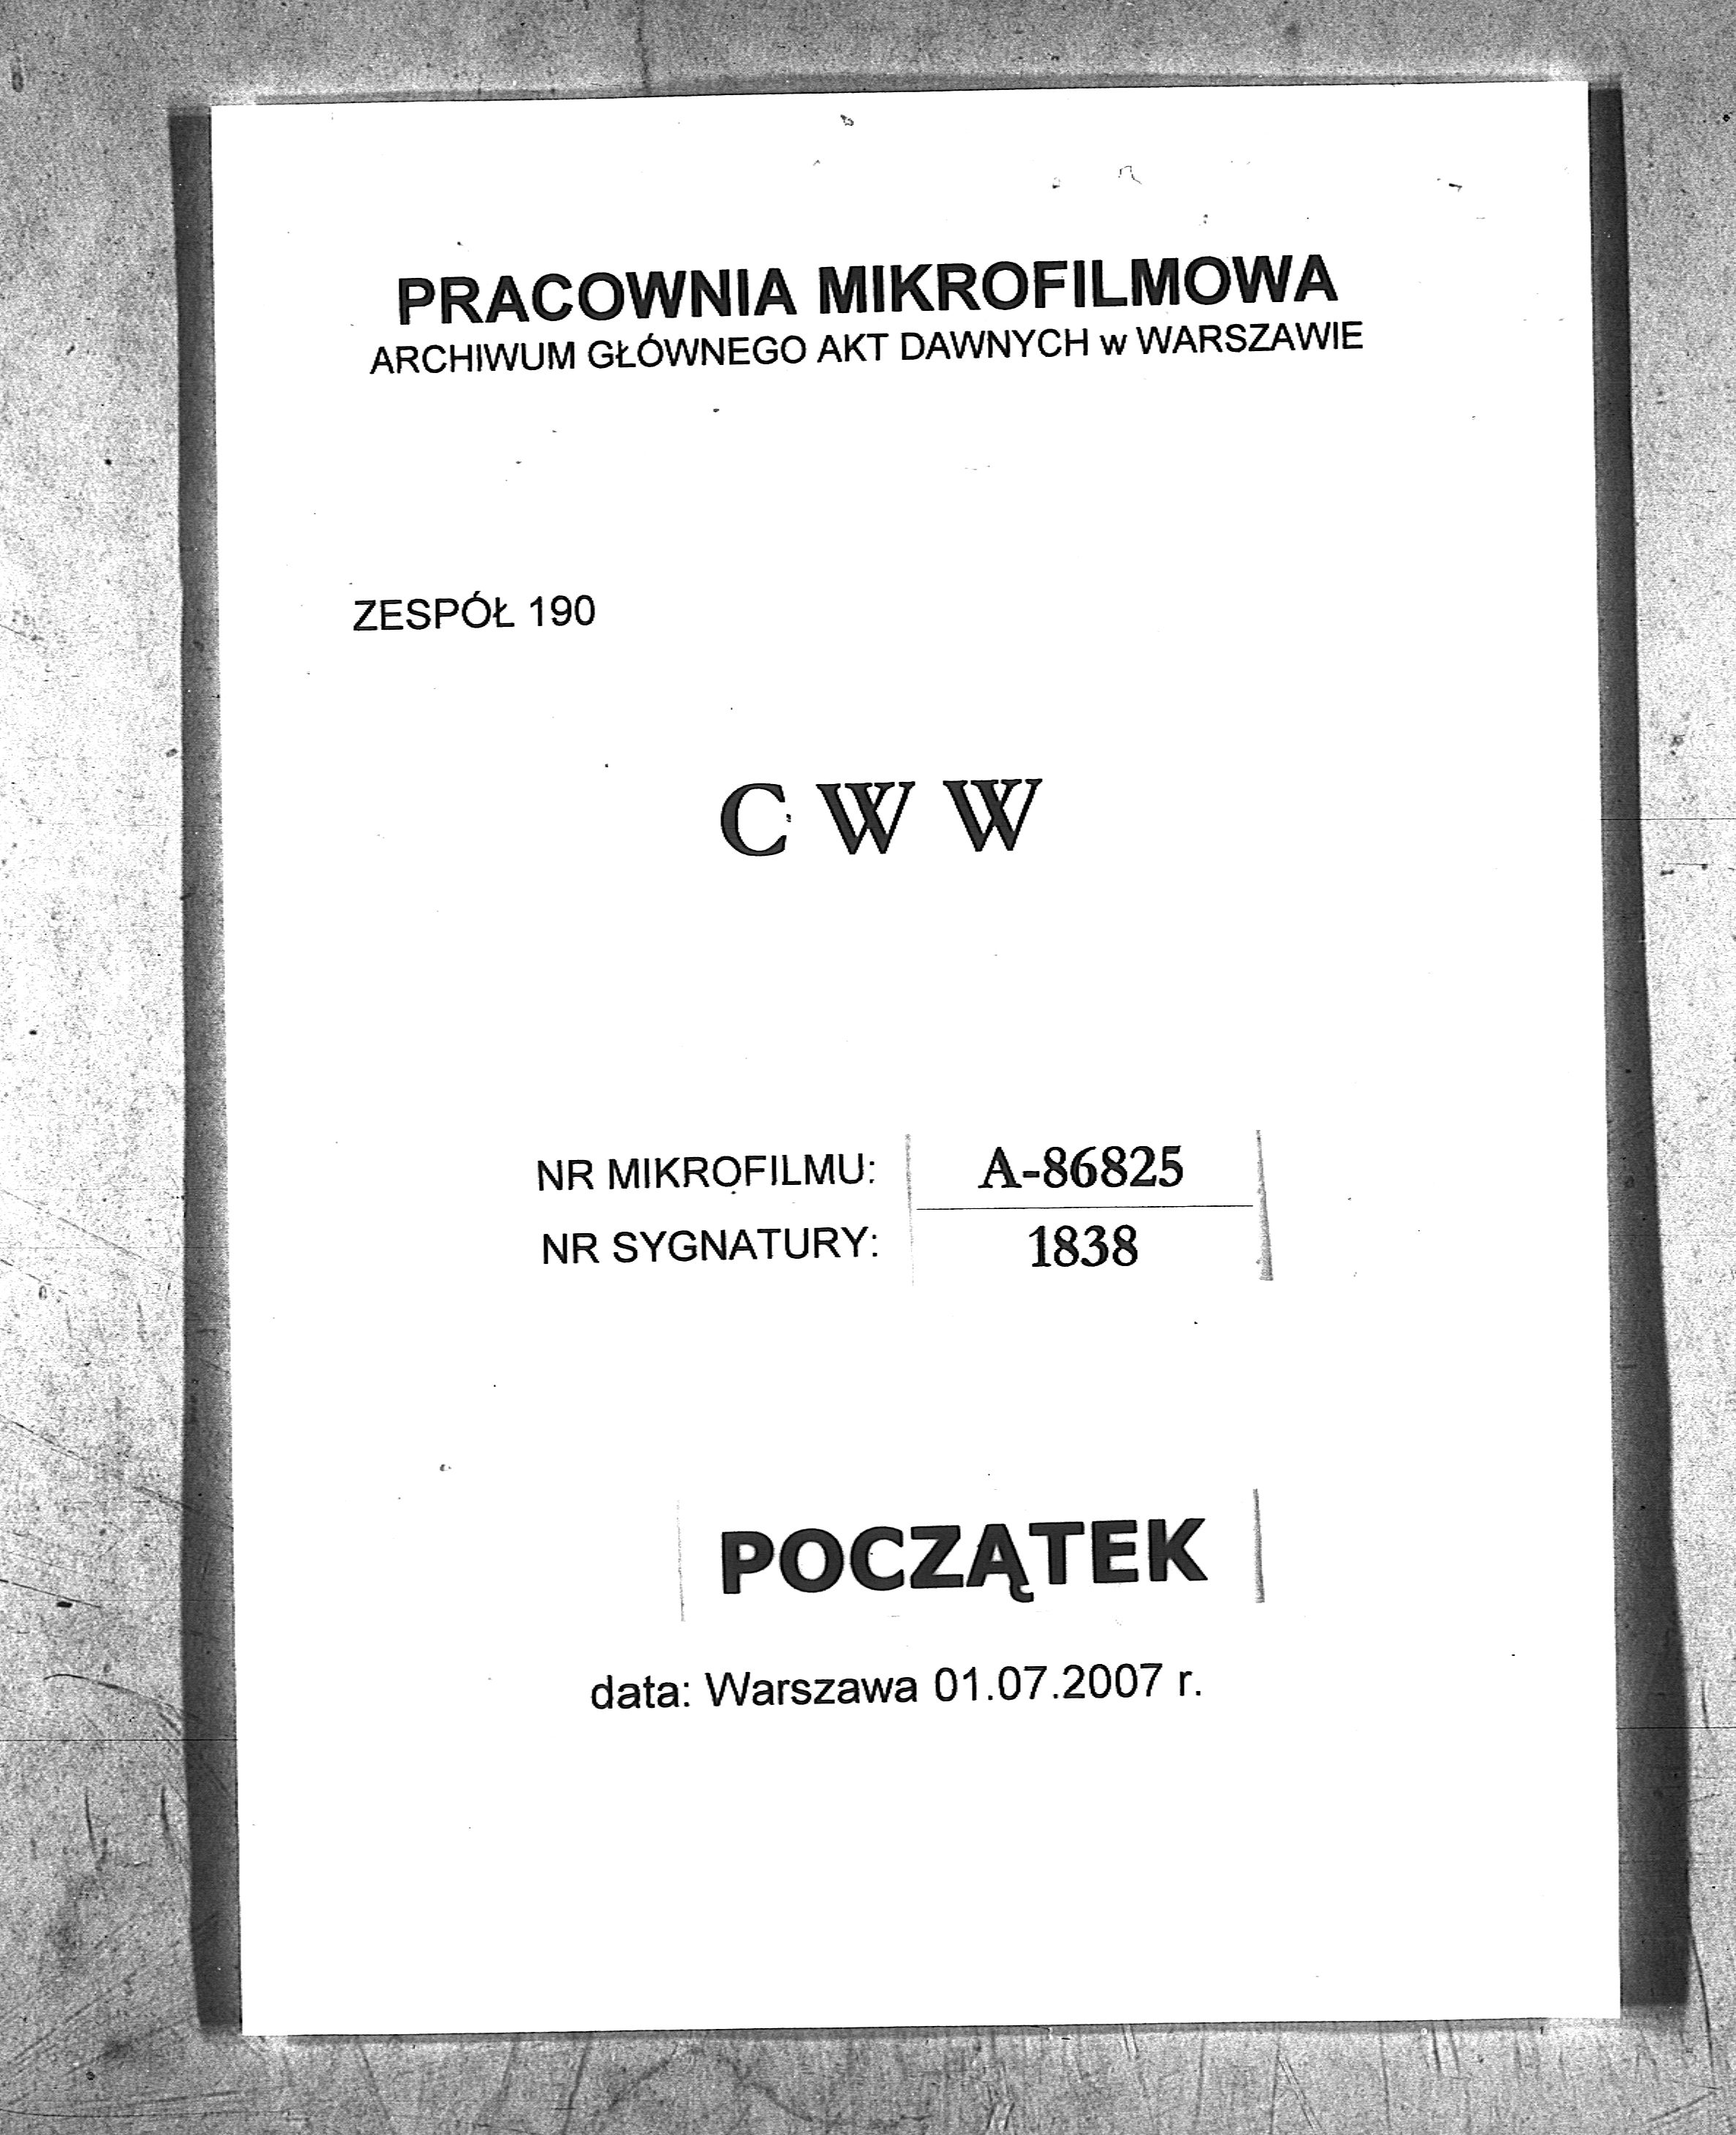 PRACOWNIA MIKROFILMOWA
ARCHIWUM GŁÓWNEGO AKT DAWNYCH w WARSZAWIE
ZESPÓŁ 190
C W W
NR MIKROFILMU: A-86825
NR SYGNATURY: 1838
POCZĄTEK
data: Warszawa 01.07.2007 r.